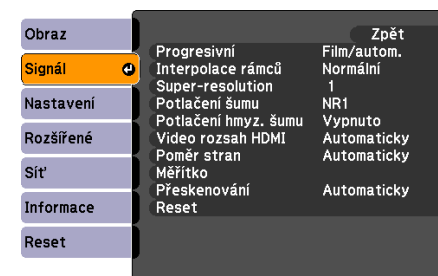 Obraz
Signál
Nastavení
Rozšířené
Síť
Informace
Reset
Zpět
Progresivní Film/autom.
Interpolace rámců Normální
Super-resolution 1
Potlačení šumu NR1
Potlačení hmyz. šumu Vypnuto
Video rozsah HDMI Automaticky
Poměr stran Automaticky
Měřítko
Přeskenování Automaticky
Reset